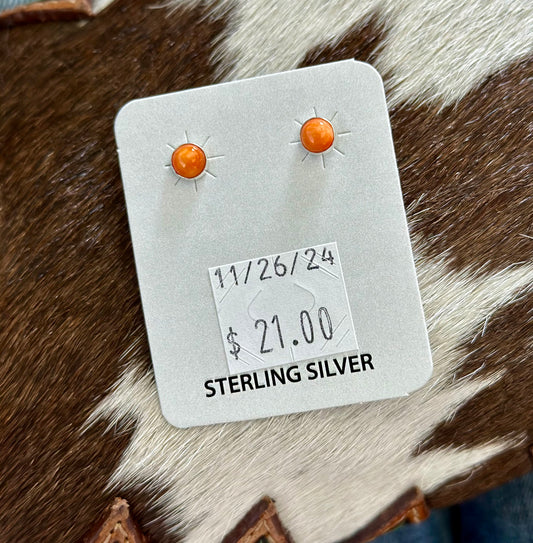 11/26/24
$ 21.00
STERLING SILVER